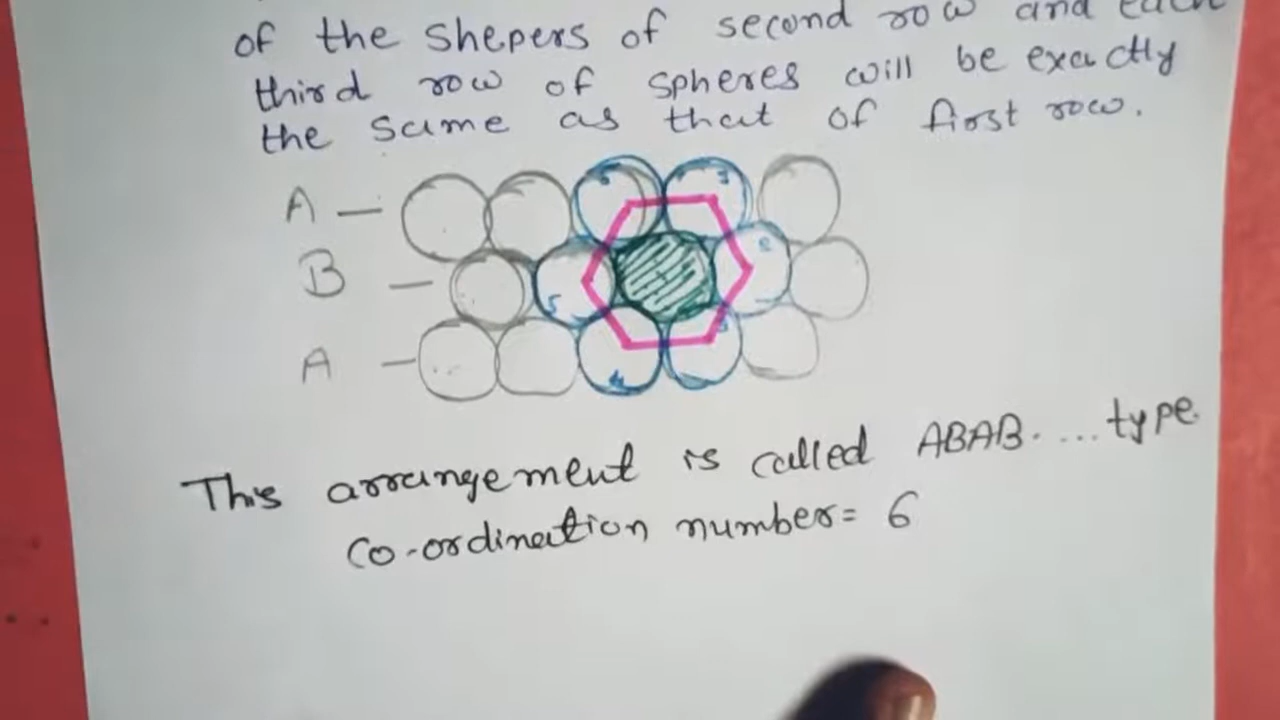 of the shepers of second row and each
third row of spheres will be exactly
the same as that of first row.
A —
B —
A —
This arrangement is called ABAB. ... type.
Co-ordination number = 6